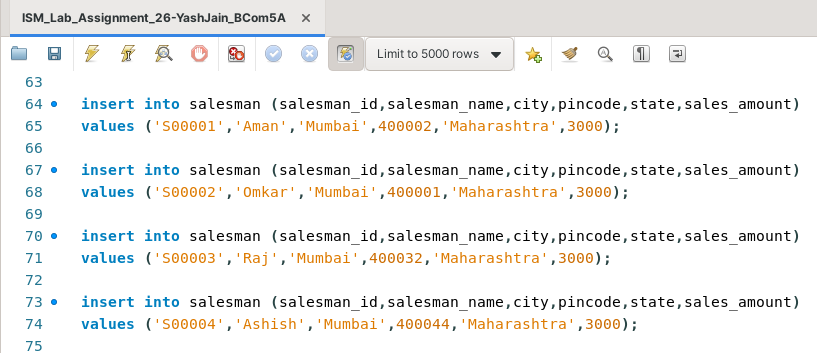 ISM_Lab_Assignment_26-YashJain_BCom5A ×
Limit to 5000 rows
63
64 insert into salesman (salesman_id,salesman_name,city,pincode,state,sales_amount)
65 values ('S00001','Aman','Mumbai',400002,'Maharashtra',3000);
66
67 insert into salesman (salesman_id,salesman_name,city,pincode,state,sales_amount)
68 values ('S00002','Omkar','Mumbai',400001,'Maharashtra',3000);
69
70 insert into salesman (salesman_id,salesman_name,city,pincode,state,sales_amount)
71 values ('S00003','Raj','Mumbai',400032,'Maharashtra',3000);
72
73 insert into salesman (salesman_id,salesman_name,city,pincode,state,sales_amount)
74 values ('S00004','Ashish','Mumbai',400044,'Maharashtra',3000);
75